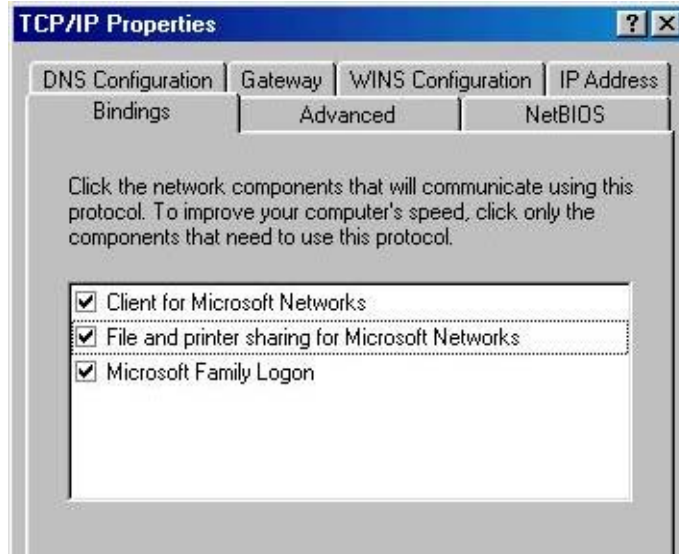 TCP/IP Properties
DNS Configuration Gateway WINS Configuration IP Address
Bindings Advanced NetBIOS
Click the network components that will communicate using this
protocol. To improve your computer's speed, click only the
components that need to use this protocol.
Client for Microsoft Networks
File and printer sharing for Microsoft Networks
Microsoft Family Logon